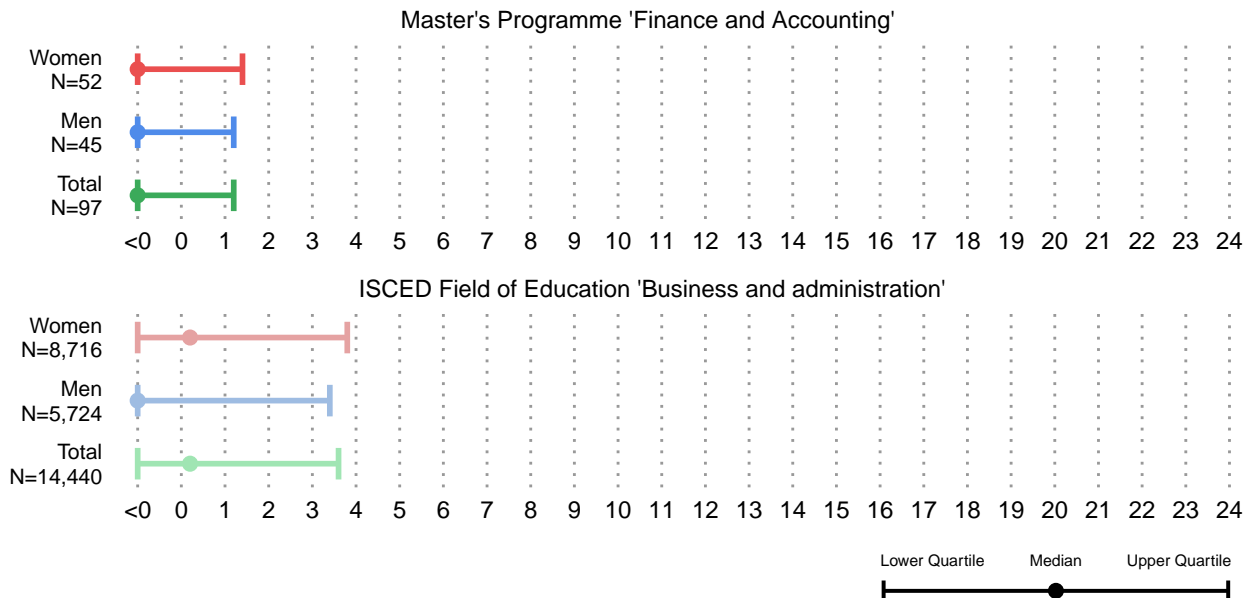 Master's Programme 'Finance and Accounting'
Women
N=52
Men
N=45
Total
N=97
<0 0 1 2 3 4 5 6 7 8 9 10 11 12 13 14 15 16 17 18 19 20 21 22 23 24
ISCED Field of Education 'Business and administration'
Women
N=8,716
Men
N=5,724
Total
N=14,440
<0 0 1 2 3 4 5 6 7 8 9 10 11 12 13 14 15 16 17 18 19 20 21 22 23 24
Lower Quartile Median Upper Quartile